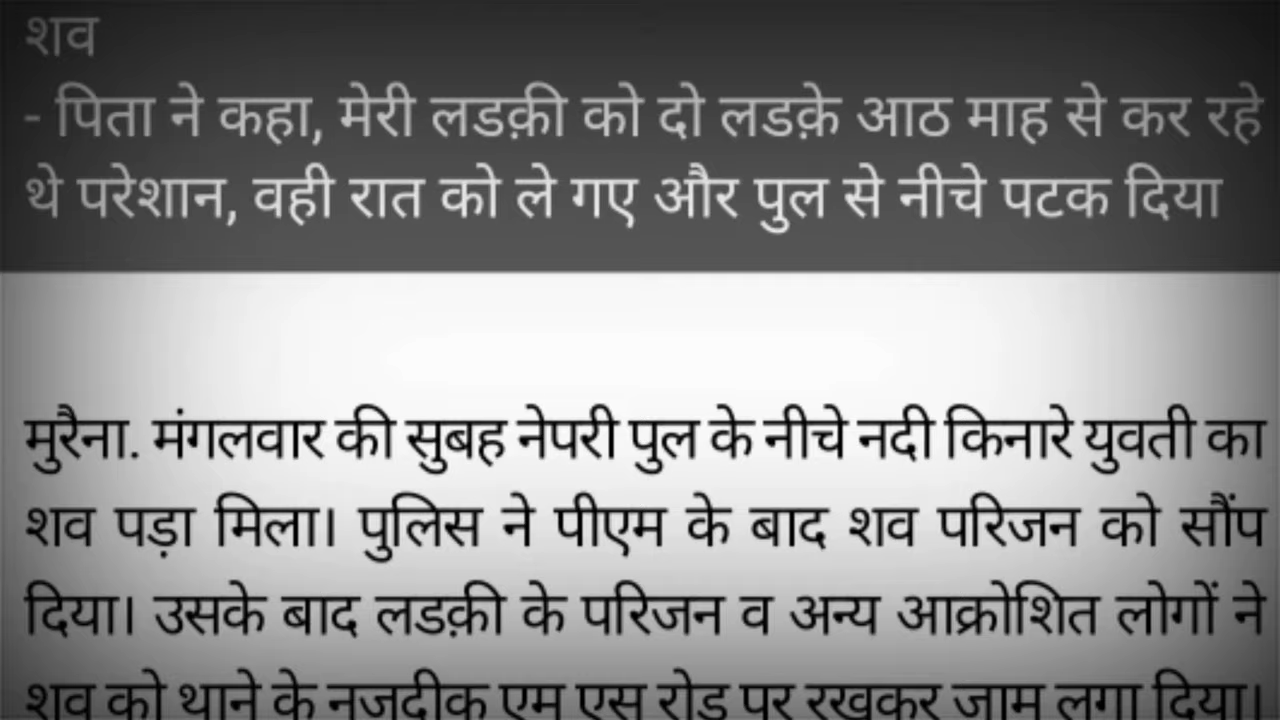 शव
- पिता ने कहा, मेरी लडक़ी को दो लडक़े आठ माह से कर रहे
थे परेशान, वही रात को ले गए और पुल से नीचे पटक दिया
मुरैना. मंगलवार की सुबह नेपरी पुल के नीचे नदी किनारे युवती का
शव पड़ा मिला। पुलिस ने पीएम के बाद शव परिजन को सौंप
दिया। उसके बाद लडक़ी के परिजन व अन्य आक्रोशित लोगों ने
शव को थाने के नजदीक एम एस रोड पर रखकर जाम लगा दिया।